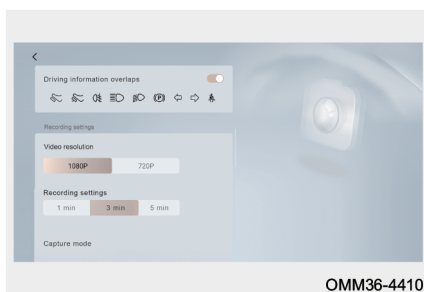 Driving information overlaps
Recording settings
Video resolution
1080P 720P
Recording settings
1 min 3 min 5 min
Capture mode
OMM36-4410